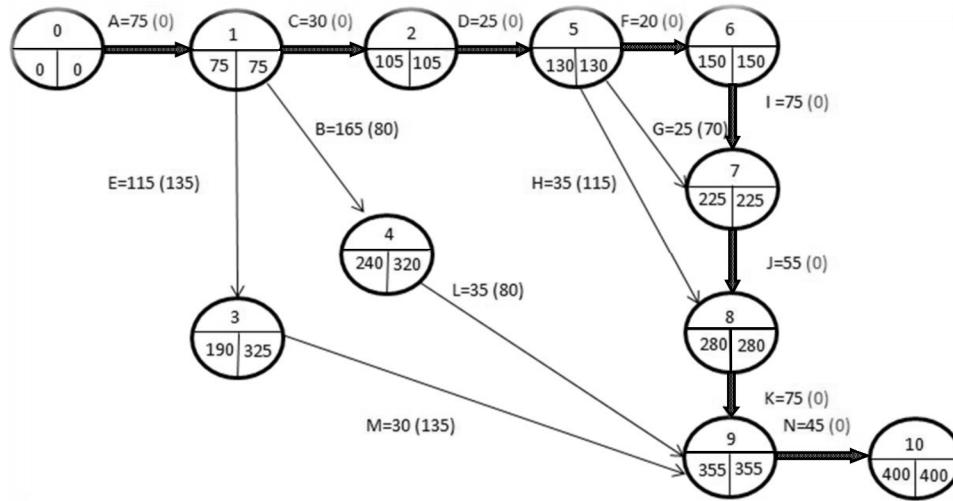 A=75 (0)
C=30 (0)
D=25 (0)
F=20 (0)
0
0 0
1
75 75
2
105 105
5
130 130
6
150 150
I =75 (0)
B=165 (80)
G=25 (70)
E=115 (135)
H=35 (115)
7
225 225
4
240 320
J=55 (0)
L=35 (80)
3
190 325
8
280 280
K=75 (0)
M=30 (135)
N=45 (0)
9
355 355
10
400 400